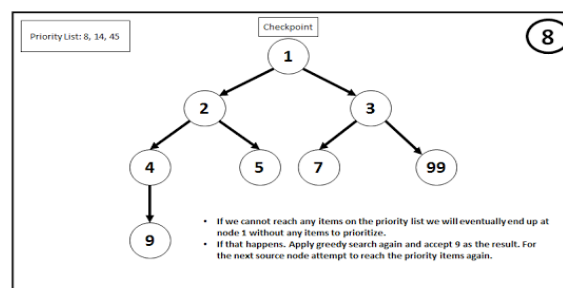 Priority List: 8, 14, 45
Checkpoint
8
1
2
3
4
5
7
99
9
• If we cannot reach any items on the priority list we will eventually end up at
node 1 without any items to prioritize.
• If that happens. Apply greedy search again and accept 9 as the result. For
the next source node attempt to reach the priority items again.